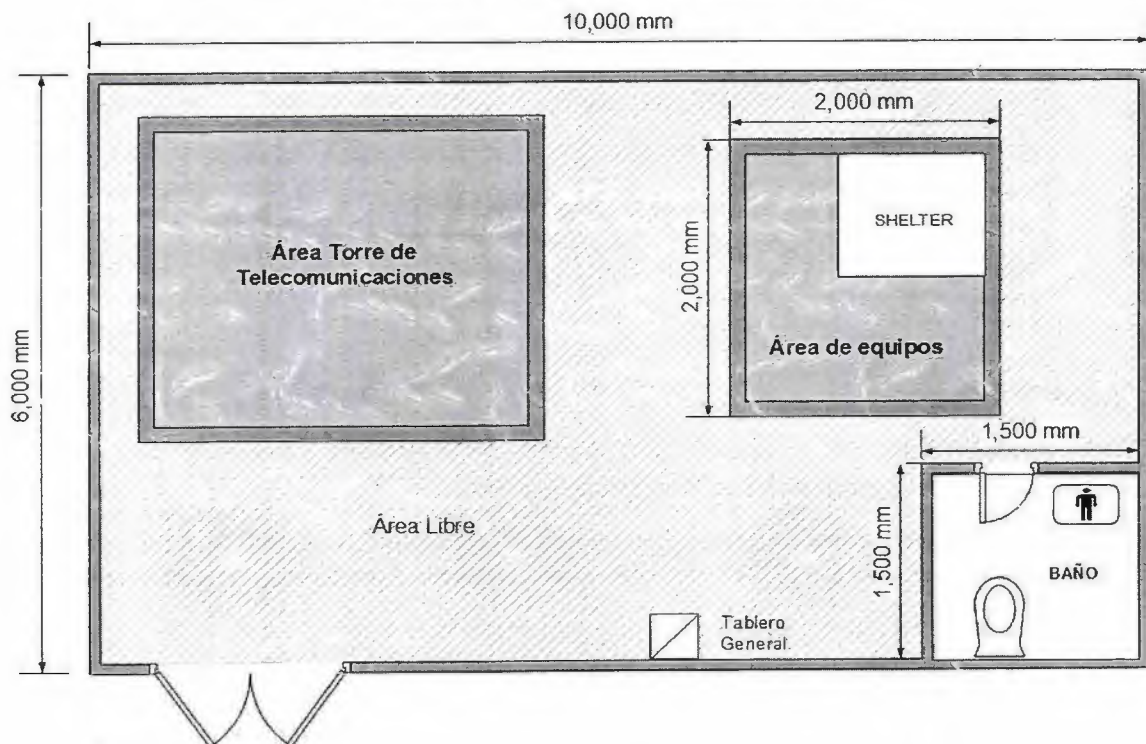 10,000 mm
2,000 mm
SHELTER
Área Torre de
Telecomunicaciones
2,000 mm
6,000 mm
Área de equipos
1,500 mm
Área Libre
1,500 mm
BAÑO
Tablero
General.